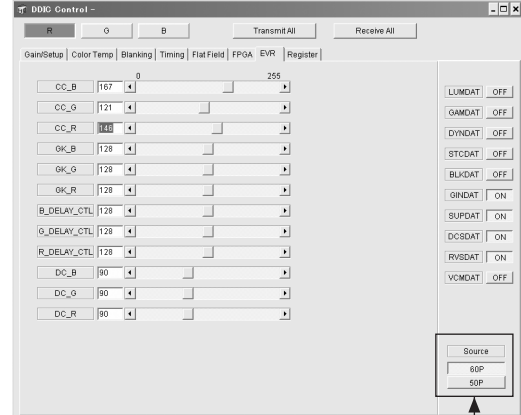 DDIC Control -
R G B Transmit All Receive All
Gain/Setup Color Temp Blanking Timing Flat Field FPGA EVR Register
0 255
CC_B 167
CC_G 121
CC_R 146
GK_B 128
GK_G 128
GK_R 128
B_DELAY_CTL 128
G_DELAY_CTL 128
R_DELAY_CTL 128
DC_B 90
DC_G 90
DC_R 90
LUMDAT OFF
GAMDAT OFF
DYNDAT OFF
STCDAT OFF
BLKDAT OFF
GINDAT ON
SUPDAT ON
DCSDAT ON
RVSDAT ON
VCMDAT OFF
Source
60P
50P